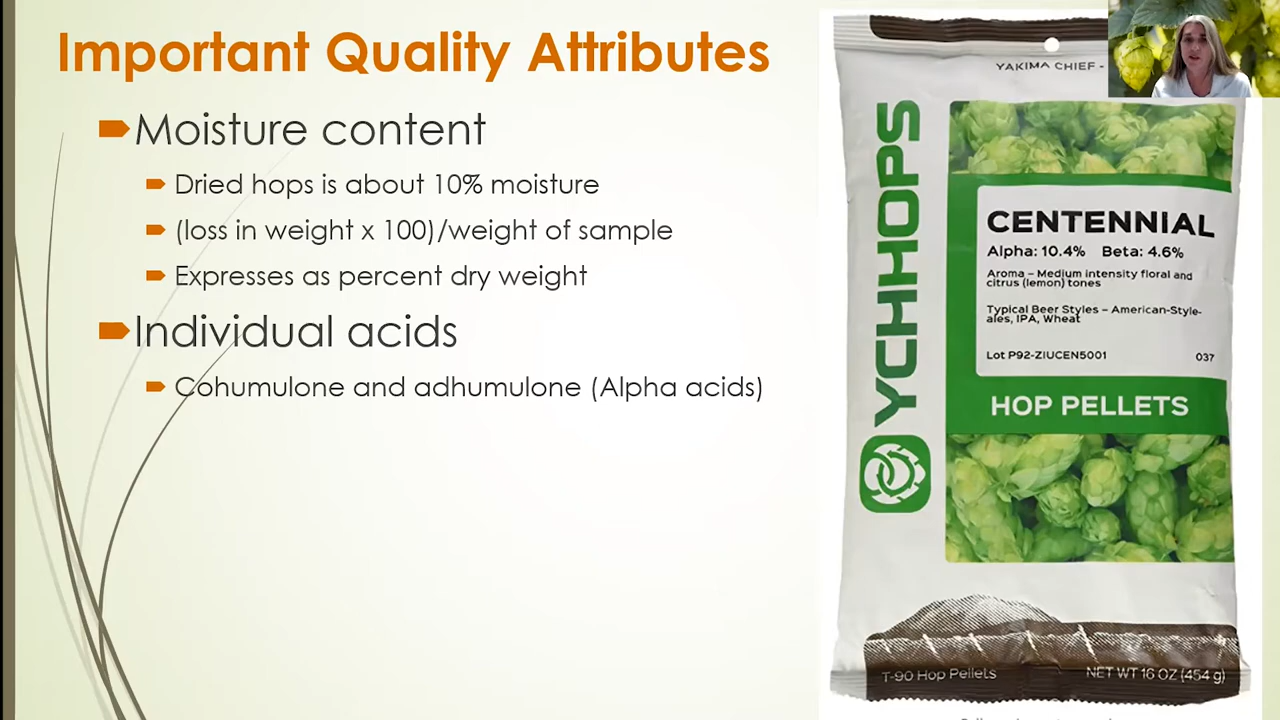 Important Quality Attributes
Moisture content
Dried hops is about 10% moisture
(loss in weight x 100)/weight of sample
Expresses as percent dry weight
Individual acids
Cohumulone and adhumulone (Alpha acids)
YAKIMA CHIEF -
YCHHOPS
CENTENNIAL
Alpha: 10.4% Beta: 4.6%
Aroma – Medium intensity floral and
citrus (lemon) tones
Typical Beer Styles – American-Style-
ales, IPA, Wheat
Lot P92-ZIUCEN5001 037
HOP PELLETS
T-90 Hop Pellets NET WT 16 OZ (454 g)